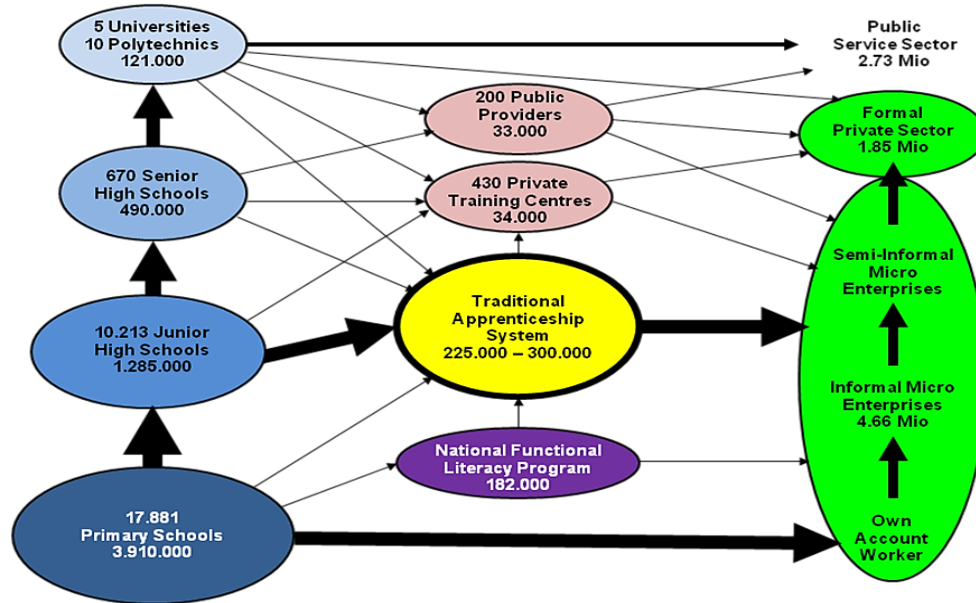 5 Universities
10 Polytechnics
121.000
Public
Service Sector
2.73 Mio
200 Public
Providers
33.000
Formal
Private Sector
1.85 Mio
670 Senior
High Schools
490.000
430 Private
Training Centres
34.000
Semi-Informal
Micro
Enterprises
10.213 Junior
High Schools
1.285.000
Traditional
Apprenticeship
System
225.000 – 300.000
Informal Micro
Enterprises
4.66 Mio
National Functional
Literacy Program
182.000
17.881
Primary Schools
3.910.000
Own
Account
Worker